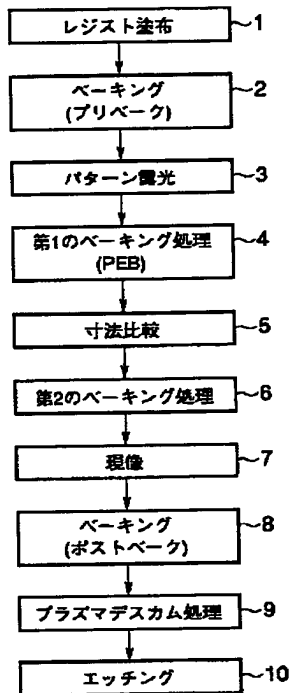 レジスト塗布 1
ベーキング
(プリベーク) 2
パターン露光 3
第1のベーキング処理
(PEB) 4
寸法比較 5
第2のベーキング処理 6
現像 7
ベーキング
(ポストベーク) 8
プラズマデスカム処理 9
エッチング 10